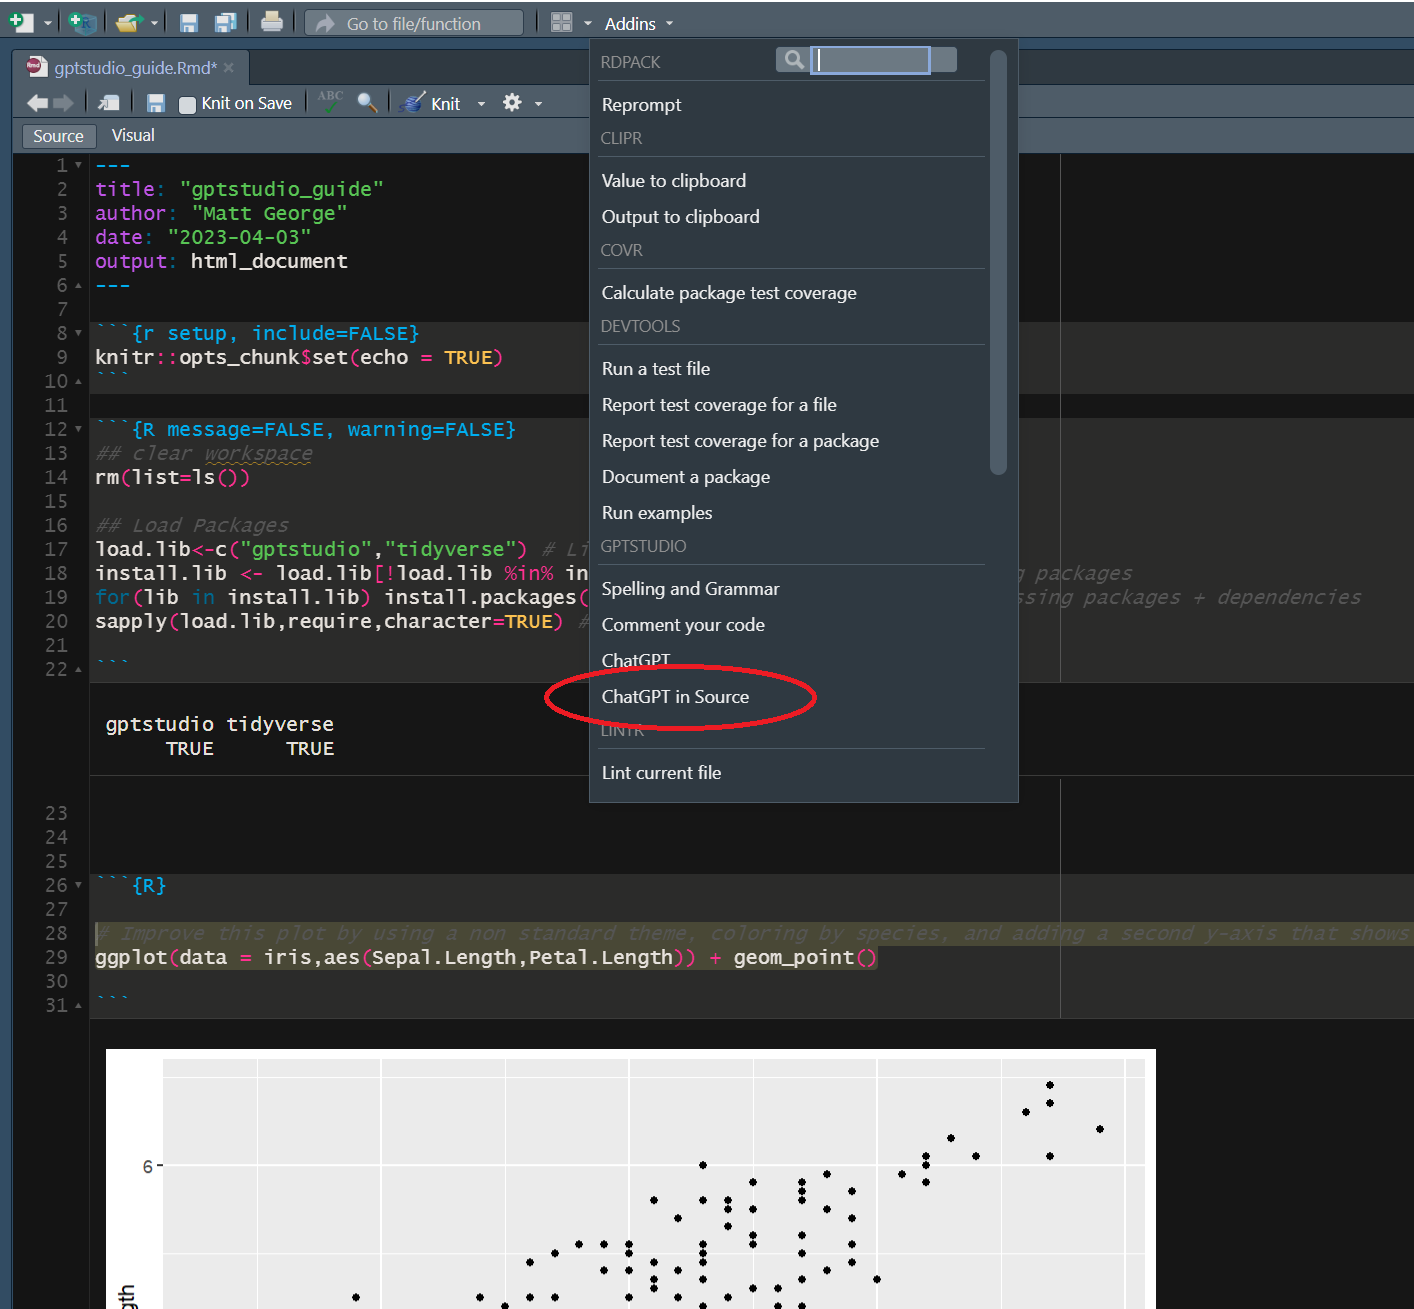 Go to file/function
Addins
gptstudio_guide.Rmd*
Knit on Save
ABC
Knit
Source
Visual
1 ---
2 title: "gptstudio_guide"
3 author: "Matt George"
4 date: "2023-04-03"
5 output: html_document
6 ---
7
8 ```{r setup, include=FALSE}
9 knitr::opts_chunk$set(echo = TRUE)
10 ```
11
12 ```{R message=FALSE, warning=FALSE}
13 ## clear workspace
14 rm(list=ls())
15
16 ## Load Packages
17 load.lib<-c("gptstudio","tidyverse") #
18 install.lib <- load.lib[!load.lib %in% packages
19 for(lib in install.lib) install.packages( packages + dependencies
20 sapply(load.lib,require,character=TRUE) #
21
22 ```
gptstudio tidyverse
TRUE TRUE
23
24
25
26 ```{R}
27
28 # Improve this plot by using a non standard theme, coloring by species, and adding a second y-axis that shows
29 ggplot(data = iris,aes(Sepal.Length,Petal.Length)) + geom_point()
30
31 ```
6
RDPACK
Reprompt
CLIPR
Value to clipboard
Output to clipboard
COVR
Calculate package test coverage
DEVTOOLS
Run a test file
Report test coverage for a file
Report test coverage for a package
Document a package
Run examples
GPTSTUDIO
Spelling and Grammar
Comment your code
ChatGPT
ChatGPT in Source
LINTR
Lint current file